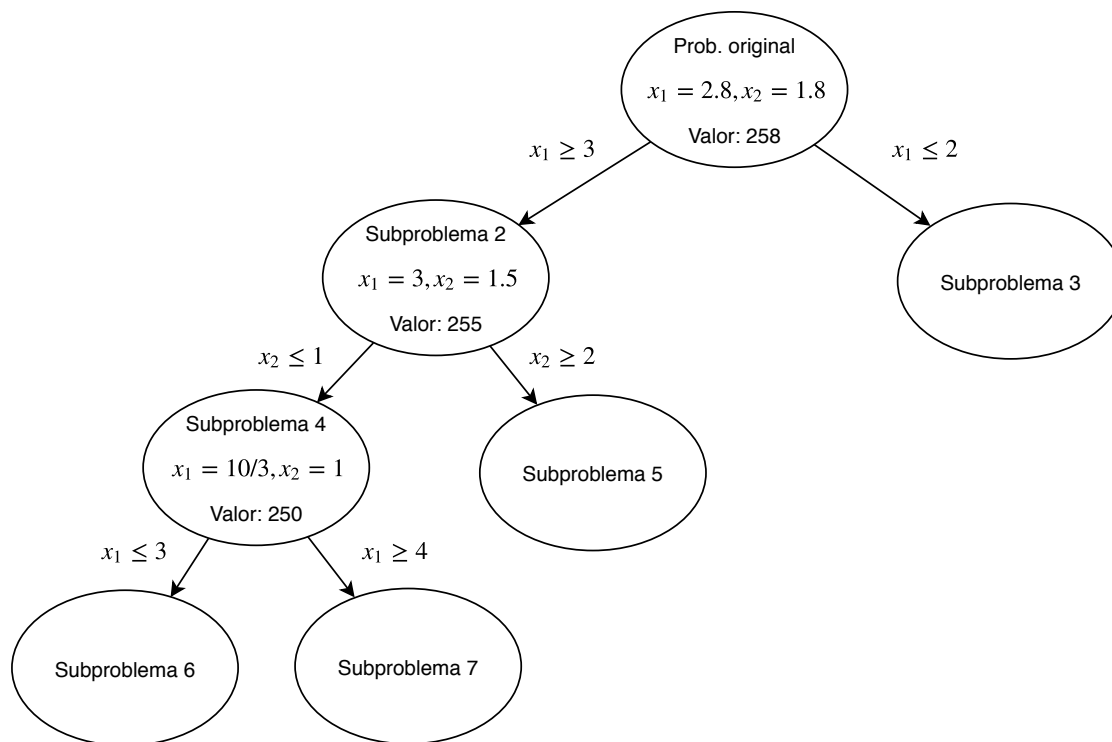 Prob. original
x₁ = 2.8, x₂ = 1.8
Valor: 258
x₁ ≥ 3
x₁ ≤ 2
Subproblema 2
x₁ = 3, x₂ = 1.5
Valor: 255
Subproblema 3
x₂ ≤ 1
x₂ ≥ 2
Subproblema 4
x₁ = 10/3, x₂ = 1
Valor: 250
Subproblema 5
x₁ ≤ 3
x₁ ≥ 4
Subproblema 6
Subproblema 7